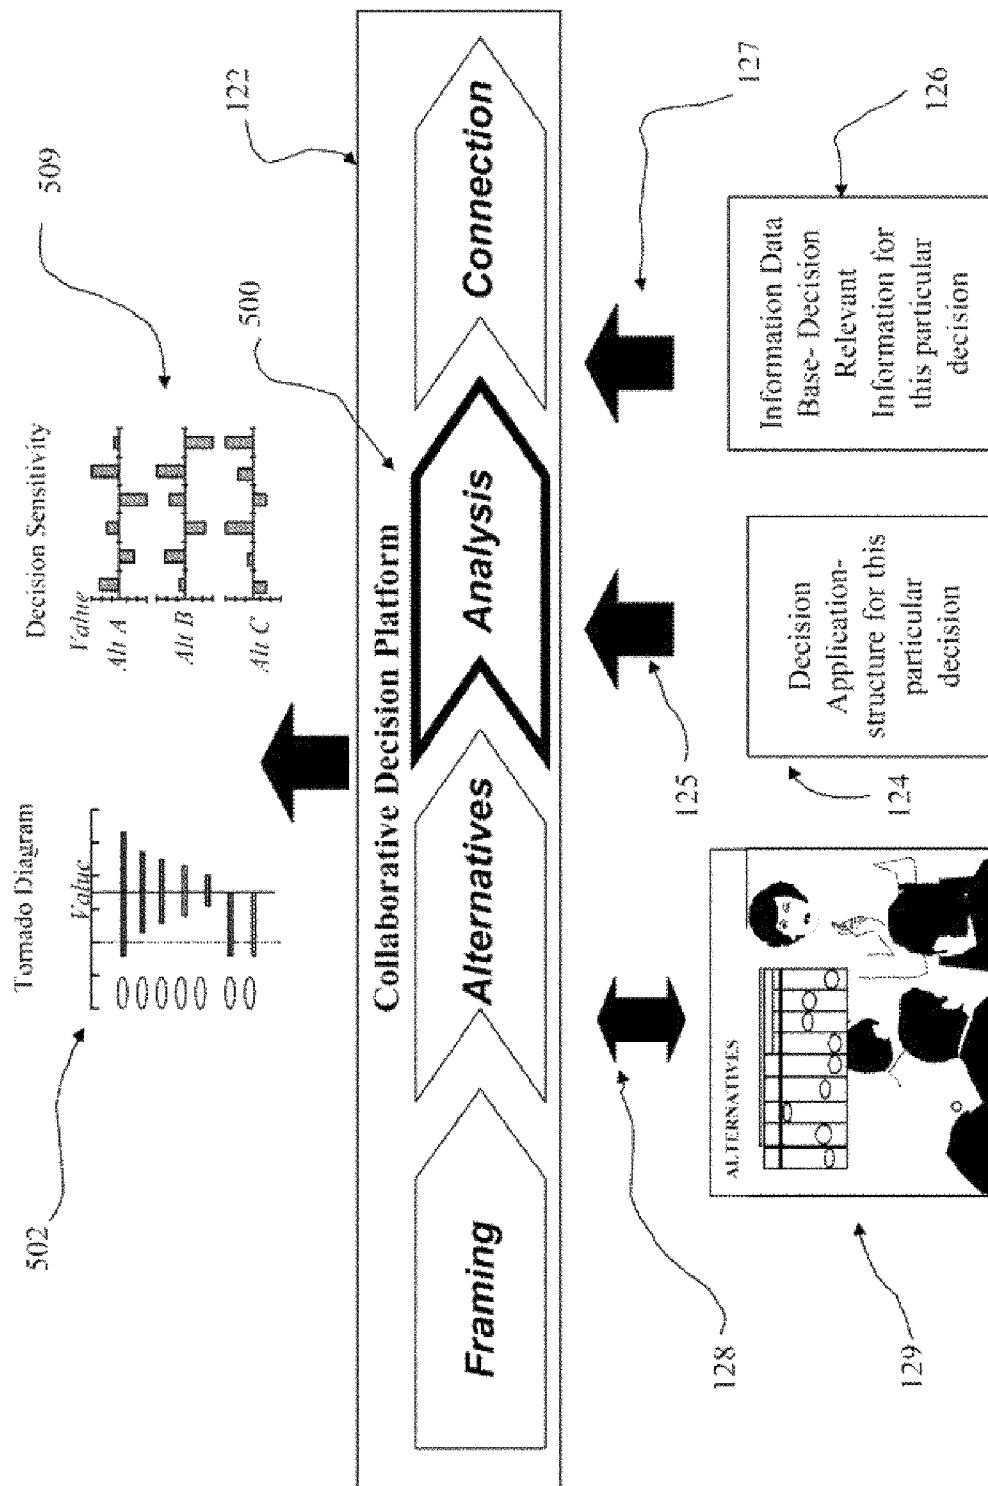 Tornado Diagram
Value
502
Decision Sensitivity
Value
Alt A
Alt B
Alt C
509
122
Collaborative Decision Platform
500
Framing
Alternatives
Analysis
Connection
128
125
127
ALTERNATIVES
129
Decision
Application-
structure for this
particular
decision
124
Information Data
Base- Decision
Relevant
Information for
this particular
decision
126